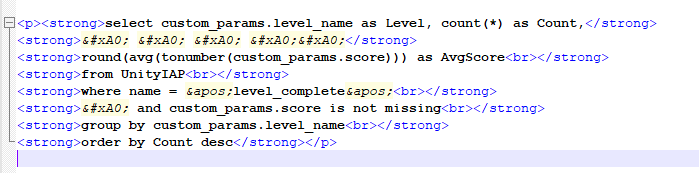 <p><strong>select custom_params.level_name as Level, count(*) as Count,</strong>
<strong>&#xA0; &#xA0; &#xA0; &#xA0;&#xA0;</strong>
<strong>round(avg(tonumber(custom_params.score))) as AvgScore<br></strong>
<strong>from UnityIAP<br></strong>
<strong>where name = &apos;level_complete&apos;<br></strong>
<strong>&#xA0; and custom_params.score is not missing<br></strong>
<strong>group by custom_params.level_name<br></strong>
<strong>order by Count desc</strong></p>